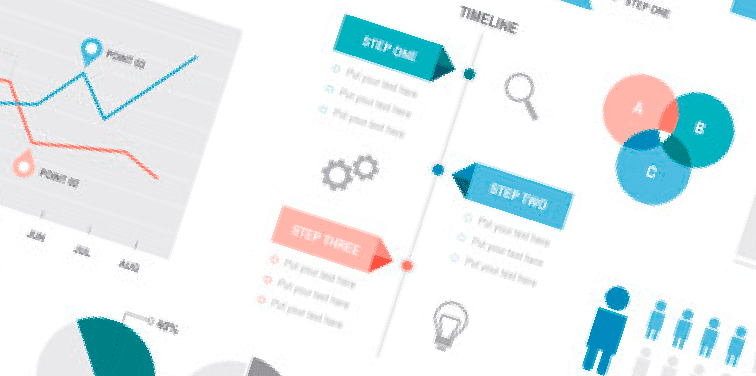 POINT 03
POINT 02
JUN
JUL
AUG
40%
TIMELINE
STEP ONE
Put your text here
Put your text here
Put your text here
STEP TWO
Put your text here
Put your text here
Put your text here
STEP THREE
Put your text here
Put your text here
Put your text here
STEP ONE
A
B
C